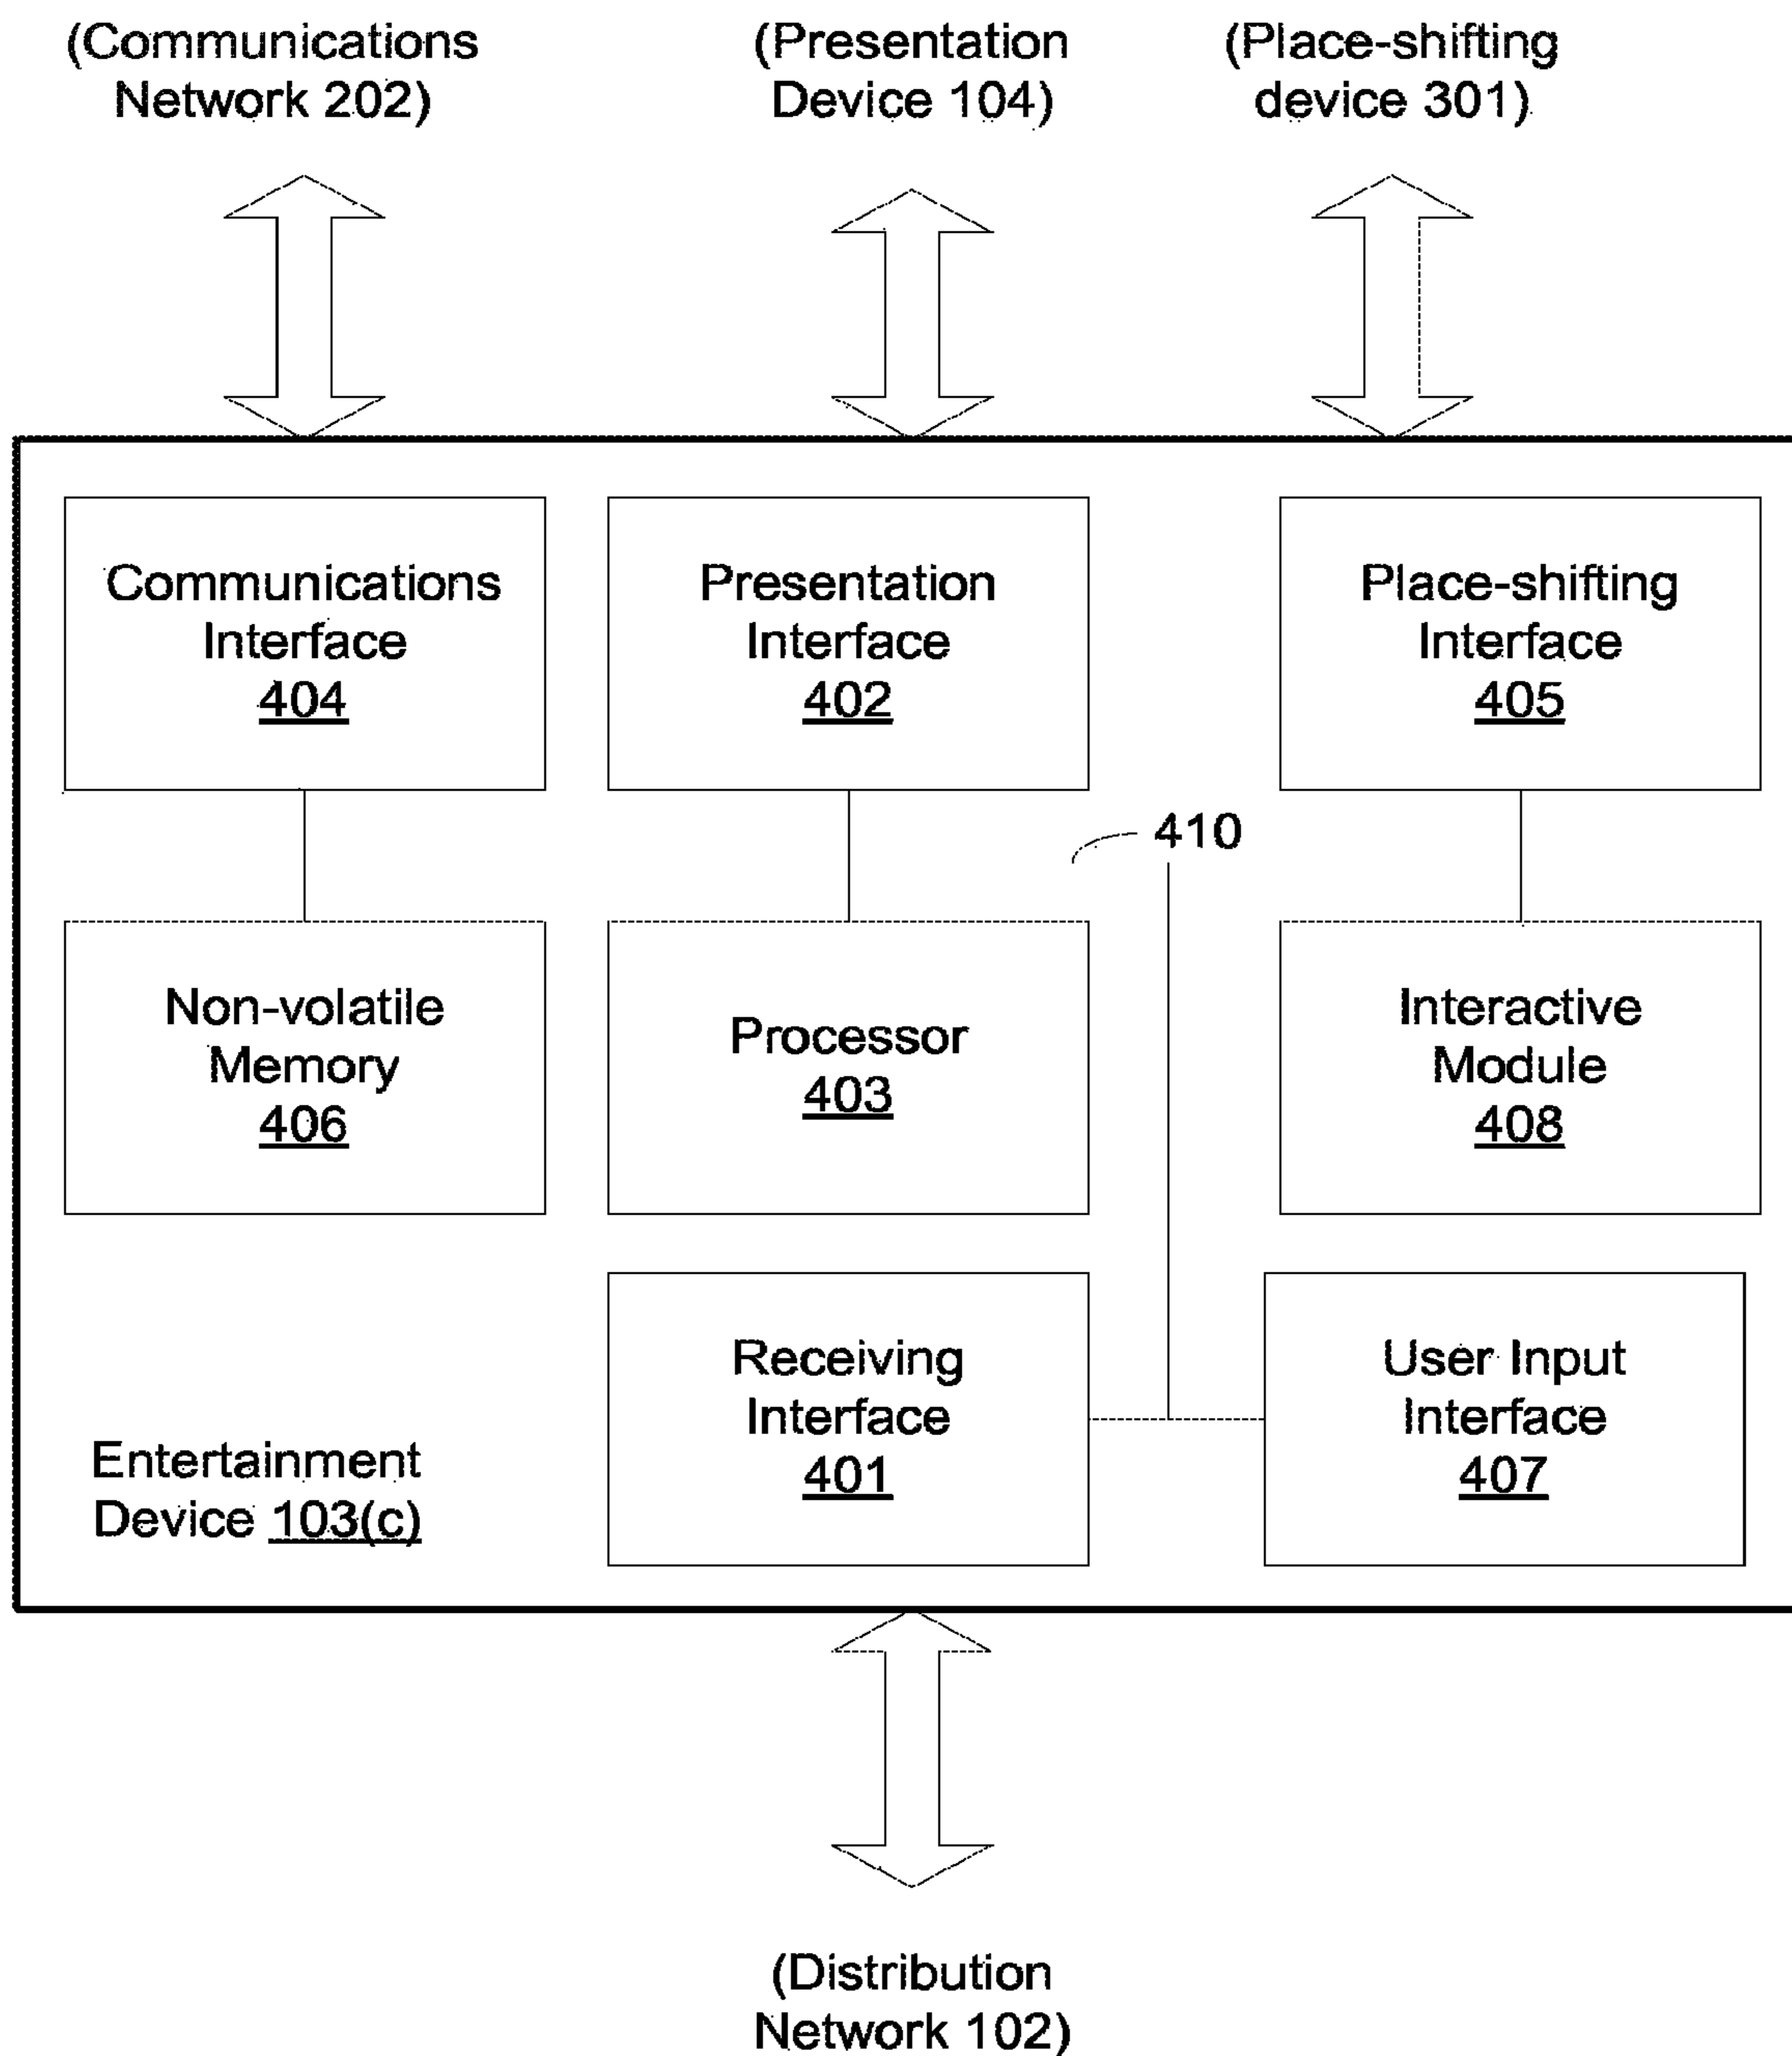 (Communications
Network 202)
(Presentation
Device 104)
(Place-shifting
device 301)
Communications
Interface
404
Presentation
Interface
402
Place-shifting
Interface
405
410
Non-volatile
Memory
406
Processor
403
Interactive
Module
408
Receiving
Interface
401
User Input
Interface
407
Entertainment
Device 103(c)
(Distribution
Network 102)